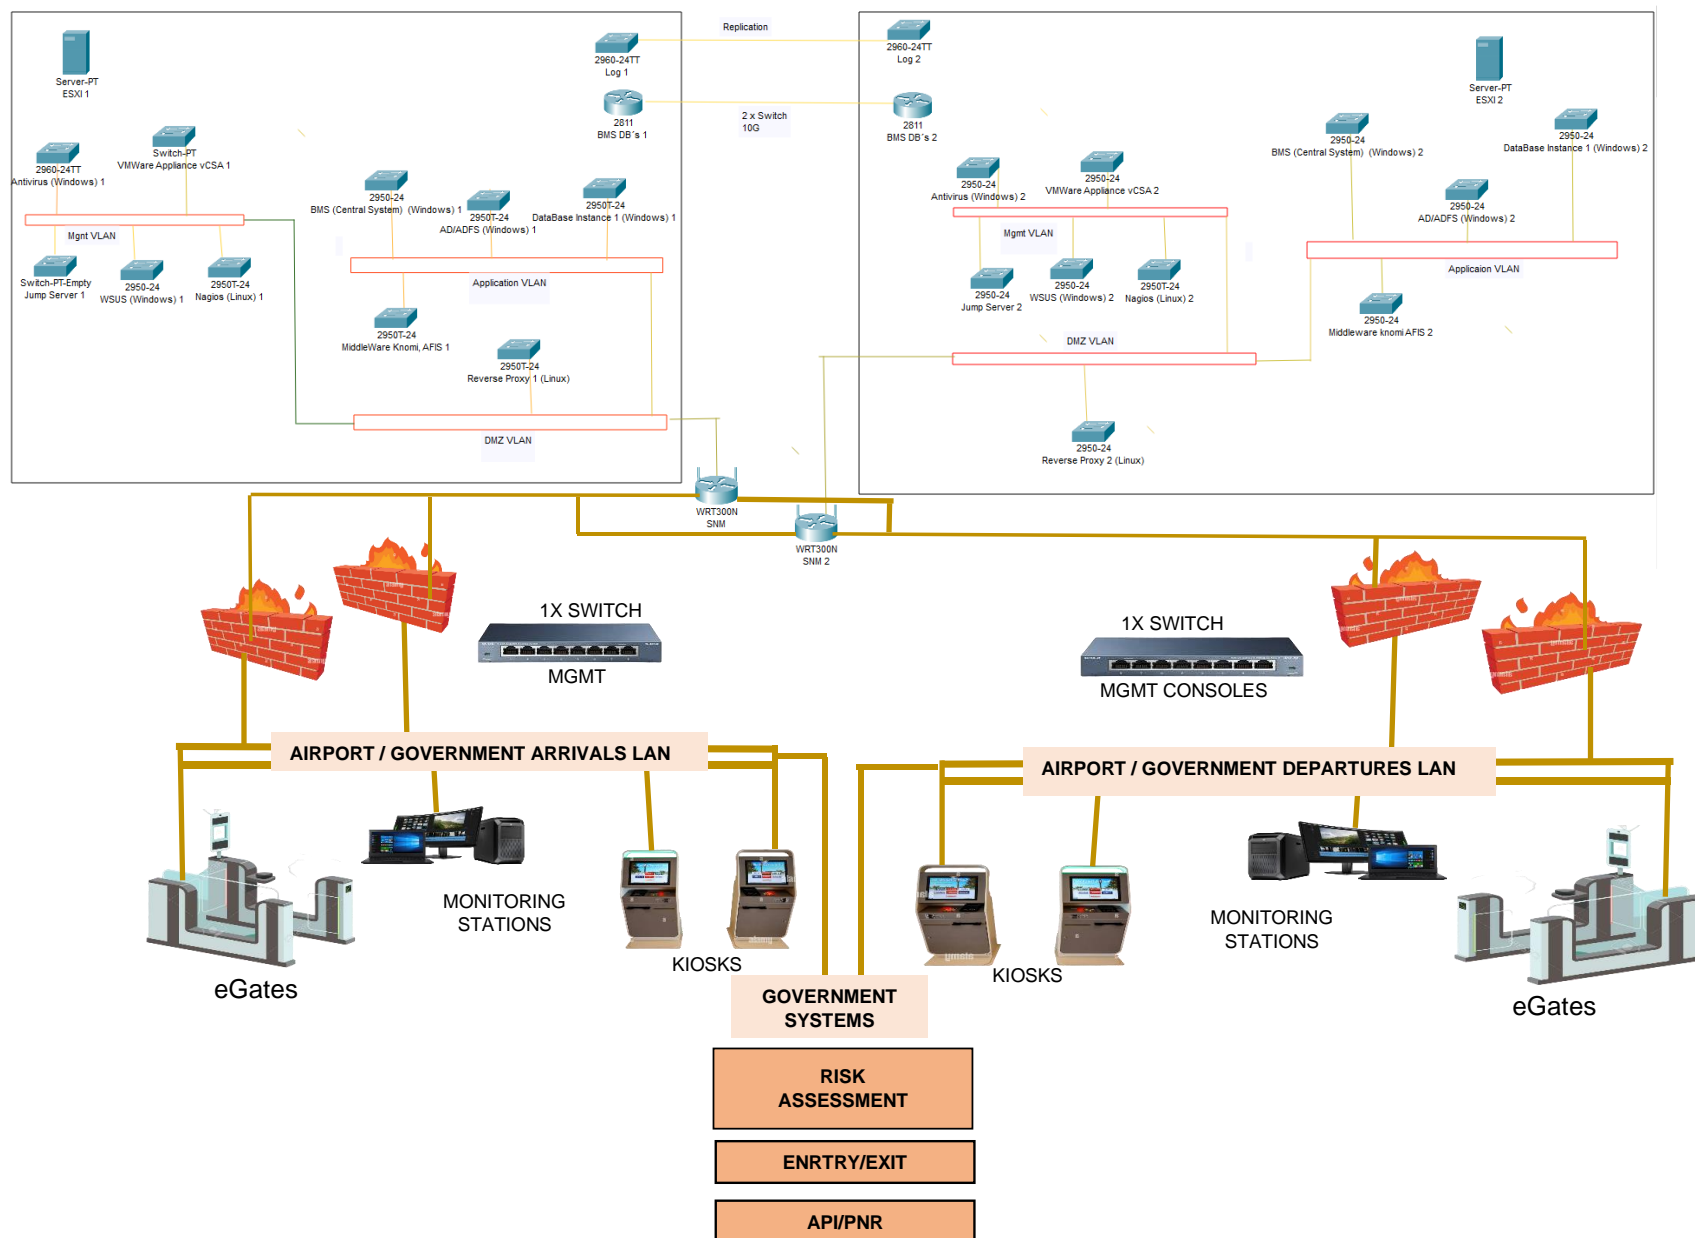 Replication
2960-24TT
Log 1
2960-24TT
Log 2
Server-PT
ESXI 1
Server-PT
ESXI 2
2811
BMS DB´s 1
2 x Switch
10G
2811
BMS DB´s 2
2960-24TT
Antivirus (Windows) 1
Switch-PT
VMWare Appliance vCSA 1
Mgnt VLAN
Switch-PT-Empty
Jump Server 1
2950-24
WSUS (Windows) 1
2950T-24
Nagios (Linux) 1
2950-24
BMS (Central System) (Windows) 1
2950T-24
AD/ADFS (Windows) 1
2950T-24
DataBase Instance 1 (Windows) 1
Application VLAN
2950T-24
MiddleWare Knomi, AFIS 1
2950T-24
Reverse Proxy 1 (Linux)
DMZ VLAN
2950-24
Antivirus (Windows) 2
2950-24
VMWare Appliance vCSA 2
Mgmt VLAN
2950-24
Jump Server 2
2950-24
WSUS (Windows) 2
2950T-24
Nagios (Linux) 2
2950-24
BMS (Central System) (Windows) 2
2950-24
AD/ADFS (Windows) 2
2950-24
DataBase Instance 1 (Windows) 2
Applicaion VLAN
2950-24
Middleware knomi AFIS 2
DMZ VLAN
2950-24
Reverse Proxy 2 (Linux)
WRT300N
SNM
WRT300N
SNM 2
1X SWITCH
MGMT
1X SWITCH
MGMT CONSOLES
AIRPORT / GOVERNMENT ARRIVALS LAN
AIRPORT / GOVERNMENT DEPARTURES LAN
MONITORING
STATIONS
KIOSKS
eGates
KIOSKS
MONITORING
STATIONS
eGates
GOVERNMENT
SYSTEMS
RISK
ASSESSMENT
ENRTRY/EXIT
API/PNR